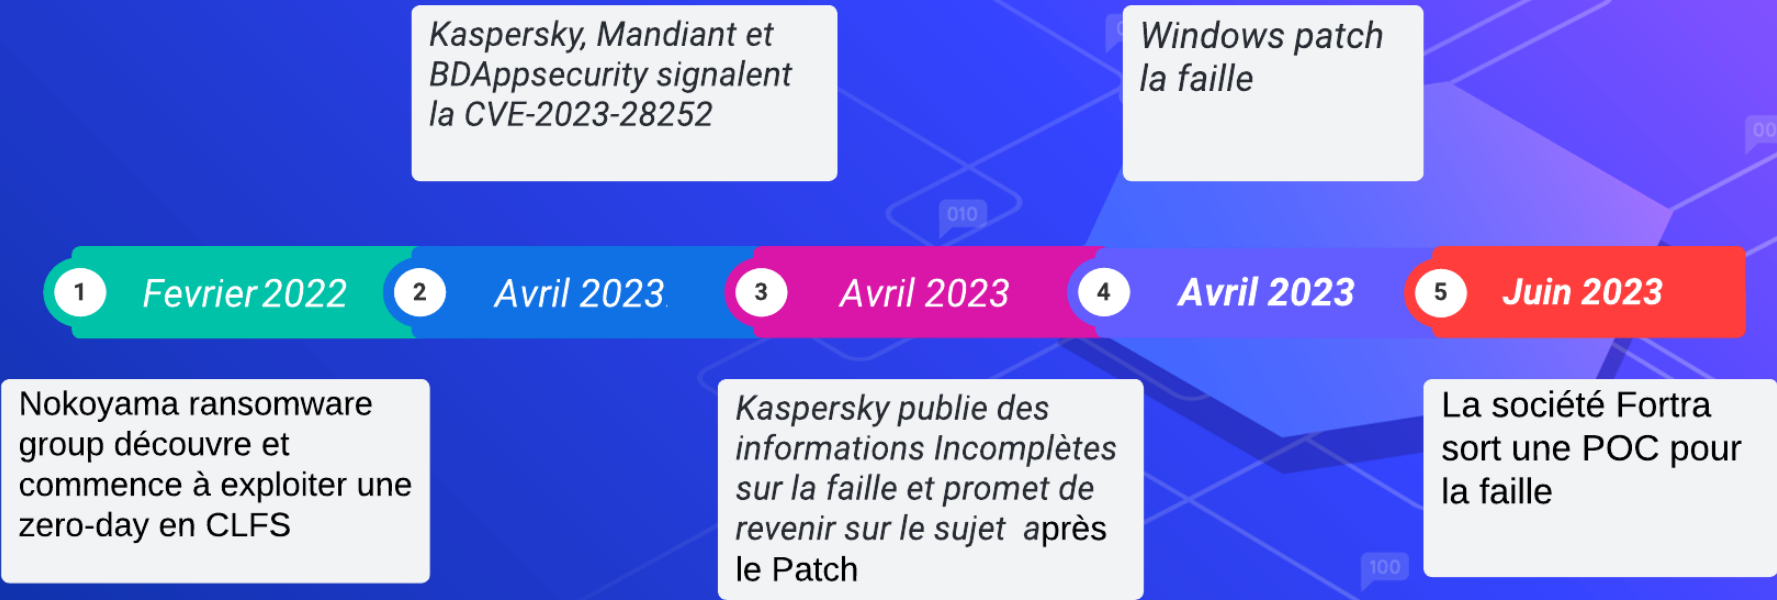 Kaspersky, Mandiant et
BDAppsecurity signalent
la CVE-2023-28252
Windows patch
la faille
010
00
1 Fevrier 2022
2 Avril 2023
3 Avril 2023
4 Avril 2023
5 Juin 2023
Nokoyama ransomware
group découvre et
commence à exploiter une
zero-day en CLFS
Kaspersky publie des
informations Incomplètes
sur la faille et promet de
revenir sur le sujet après
le Patch
La société Fortra
sort une POC pour
la faille
100